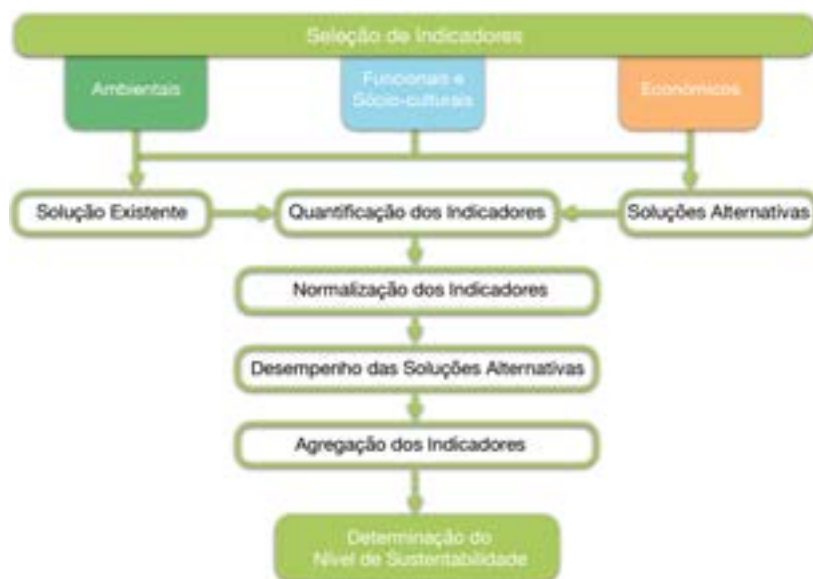 Seleção de Indicadores
Ambientais
Funcionais e
Sócio-culturais
Económicos
Solução Existente
Quantificação dos Indicadores
Soluções Alternativas
Normalização dos Indicadores
Desempenho das Soluções Alternativas
Agregação dos Indicadores
Determinação do
Nível de Sustentabilidade